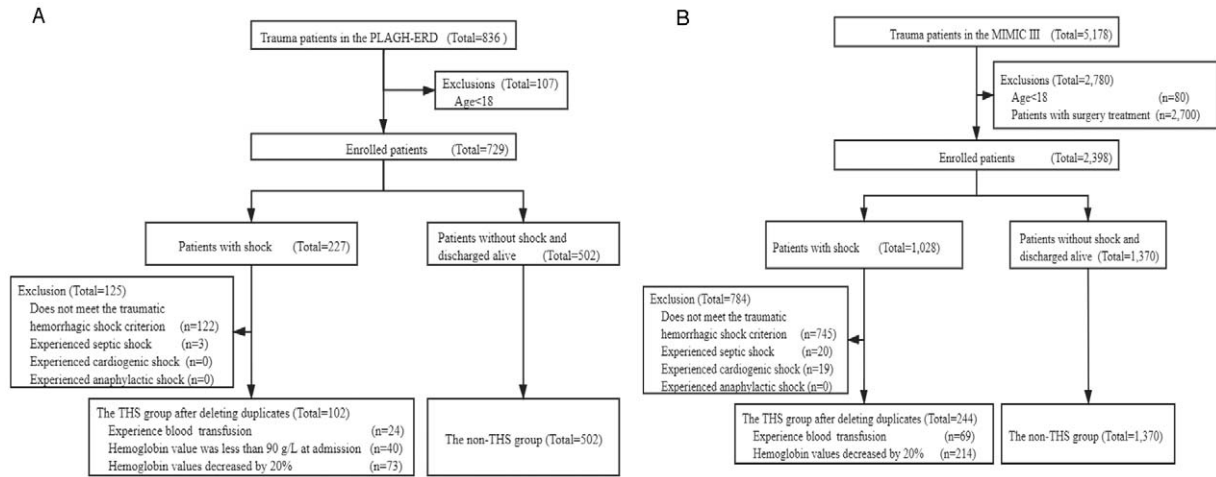 A
Trauma patients in the PLAGH-ERD (Total=836 )
Exclusions (Total=107)
Age<18
Enrolled patients (Total=729)
Patients with shock (Total=227)
Patients without shock and
discharged alive (Total=502)
Exclusion (Total=125)
Does not meet the traumatic
hemorrhagic shock criterion (n=122)
Experienced septic shock (n=3)
Experienced cardiogenic shock (n=0)
Experienced anaphylactic shock (n=0)
The THS group after deleting duplicates (Total=102)
Experience blood transfusion (n=24)
Hemoglobin value was less than 90 g/L at admission (n=40)
Hemoglobin values decreased by 20% (n=73)
The non-THS group (Total=502)
B
Trauma patients in the MIMIC III (Total=5,178)
Exclusions (Total=2,780)
Age<18 (n=80)
Patients with surgery treatment (n=2,700)
Enrolled patients (Total=2,398)
Patients with shock (Total=1,028)
Patients without shock and
discharged alive (Total=1,370)
Exclusion (Total=784)
Does not meet the traumatic
hemorrhagic shock criterion (n=745)
Experienced septic shock (n=20)
Experienced cardiogenic shock (n=19)
Experienced anaphylactic shock (n=0)
The THS group after deleting duplicates (Total=244)
Experience blood transfusion (n=69)
Hemoglobin values decreased by 20% (n=214)
The non-THS group (Total=1,370)